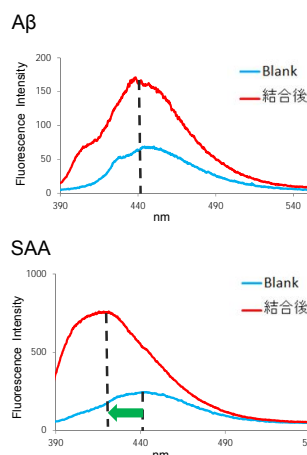 Aβ
Fluorescence Intensity
200
150
100
50
0
390
440
490
540
nm
Blank
結合後
SAA
Fluorescence Intensity
1000
500
0
390
440
490
nm
Blank
結合後